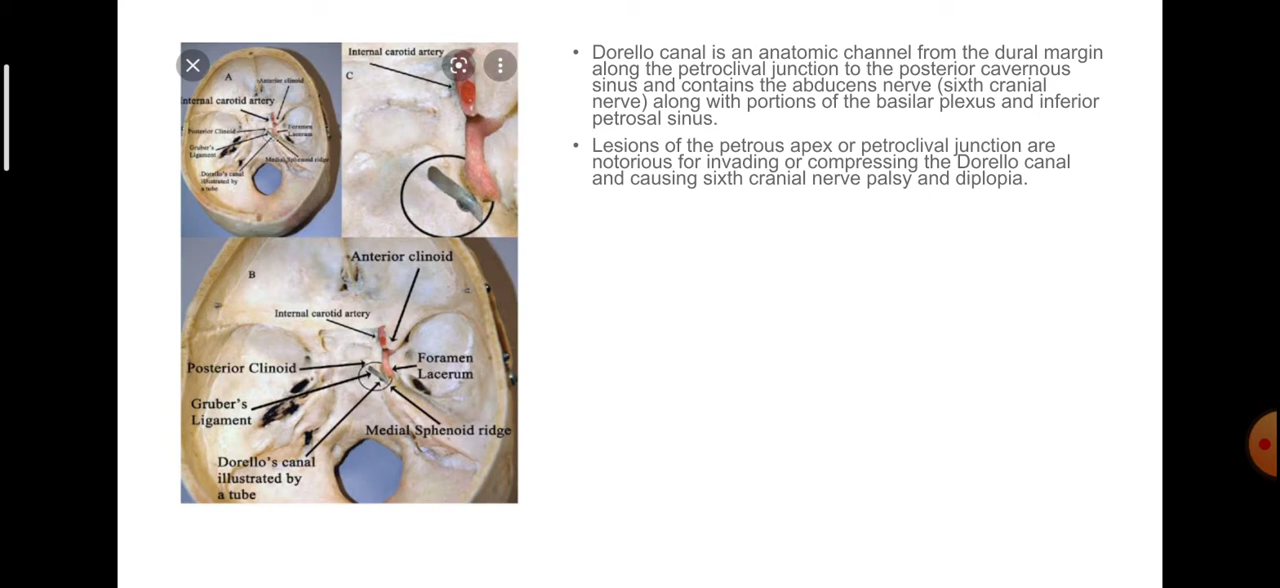 A
Anterior clinoid
Internal carotid artery
Posterior Clinoid
Foramen
Lacerum
Gruber's
Ligament
Medial Sphenoid ridge
Dorello's canal
illustrated by
a tube
Internal carotid artery
C
B
Anterior clinoid
Internal carotid artery
Posterior Clinoid
Foramen
Lacerum
Gruber's
Ligament
Medial Sphenoid ridge
Dorello's canal
illustrated by
a tube
• Dorello canal is an anatomic channel from the dural margin
along the petroclival junction to the posterior cavernous
sinus and contains the abducens nerve (sixth cranial
nerve) along with portions of the basilar plexus and inferior
petrosal sinus.
• Lesions of the petrous apex or petroclival junction are
notorious for invading or compressing the Dorello canal
and causing sixth cranial nerve palsy and diplopia.